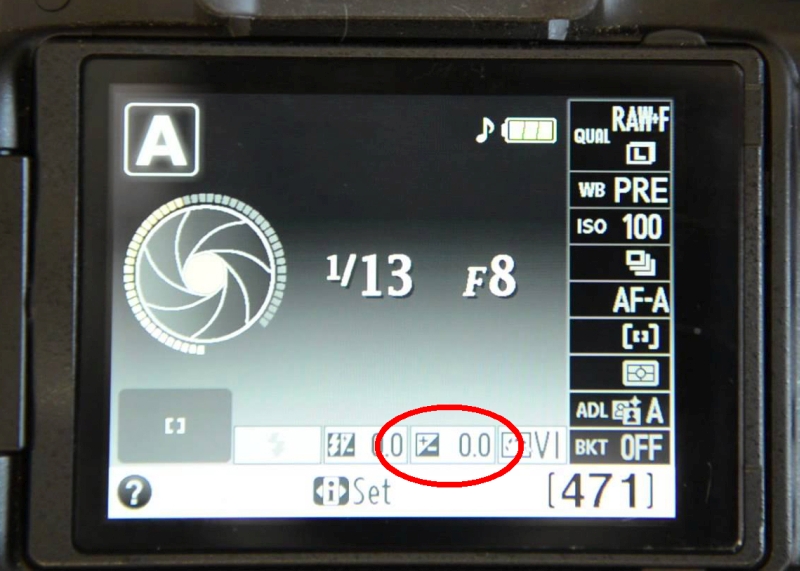 A
QUAL RAW+F
L
WB PRE
ISO 100
1/13 F8
AF-A
ADL A
0.0 0.0 VI
BKT OFF
? i Set [471]